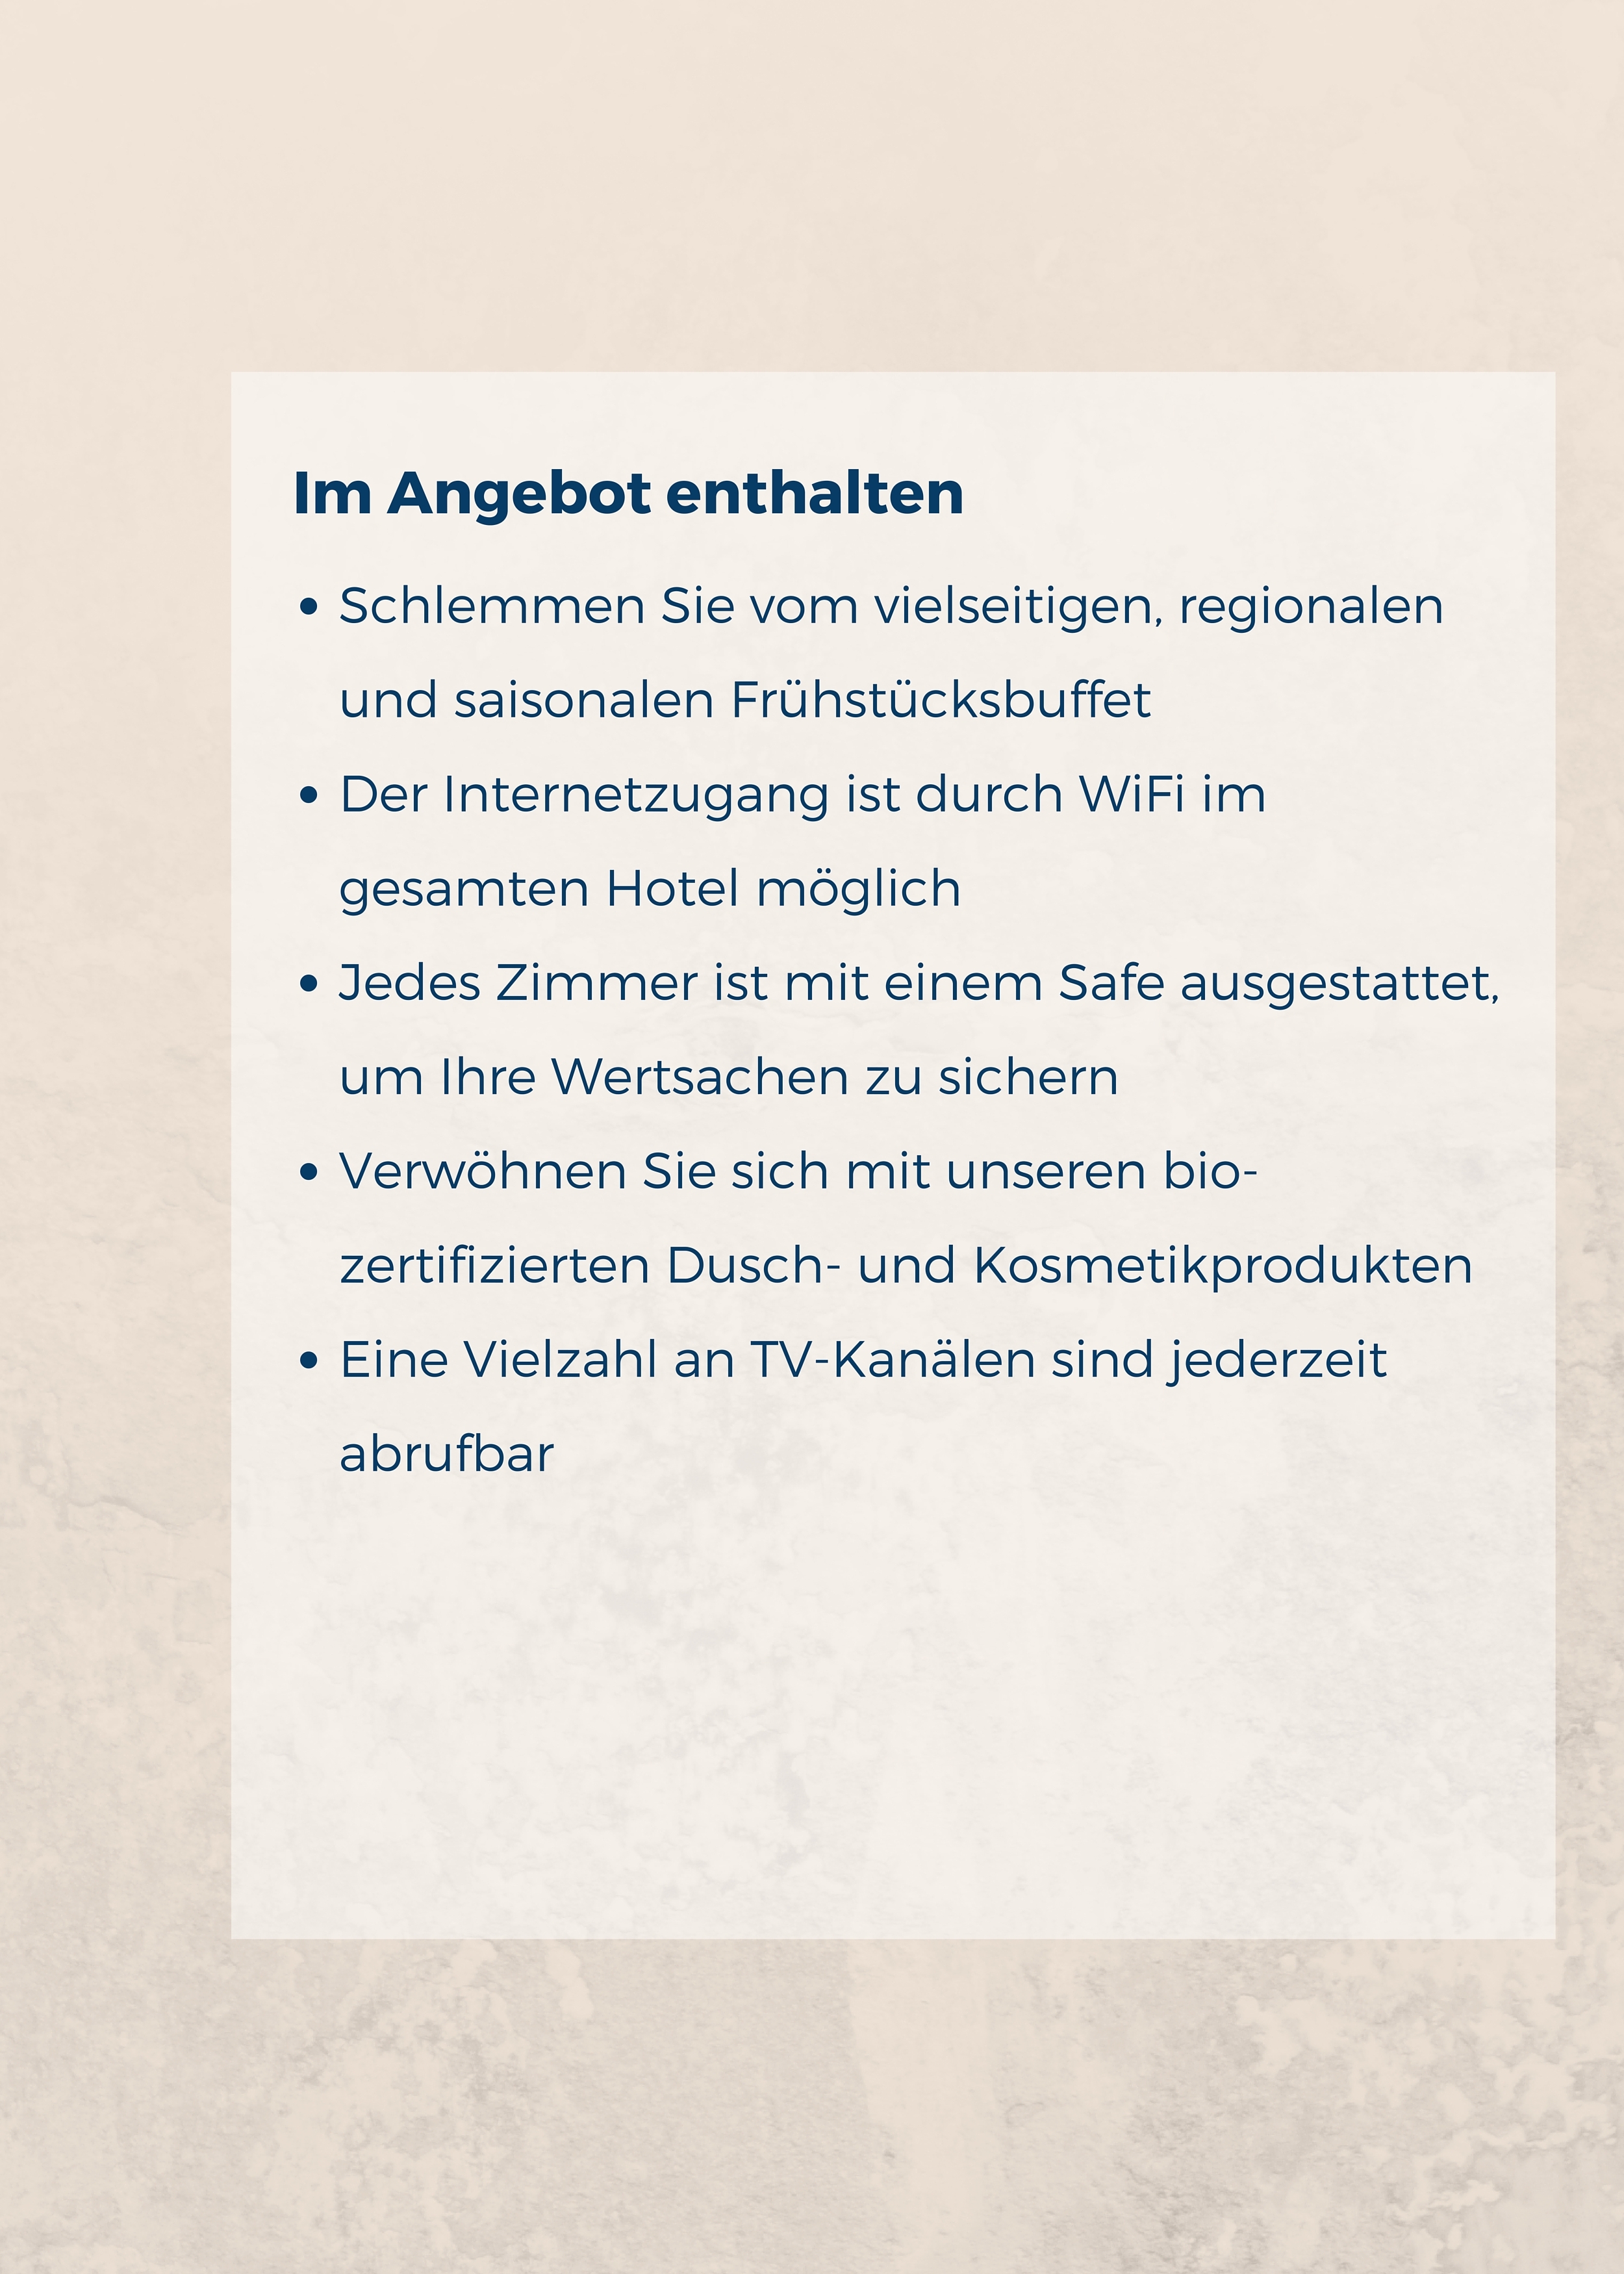 Im Angebot enthalten
• Schlemmen Sie vom vielseitigen, regionalen
und saisonalen Frühstücksbuffet
• Der Internetzugang ist durch WiFi im
gesamten Hotel möglich
• Jedes Zimmer ist mit einem Safe ausgestattet,
um Ihre Wertsachen zu sichern
• Verwöhnen Sie sich mit unseren bio-
zertifizierten Dusch- und Kosmetikprodukten
• Eine Vielzahl an TV-Kanälen sind jederzeit
abrufbar